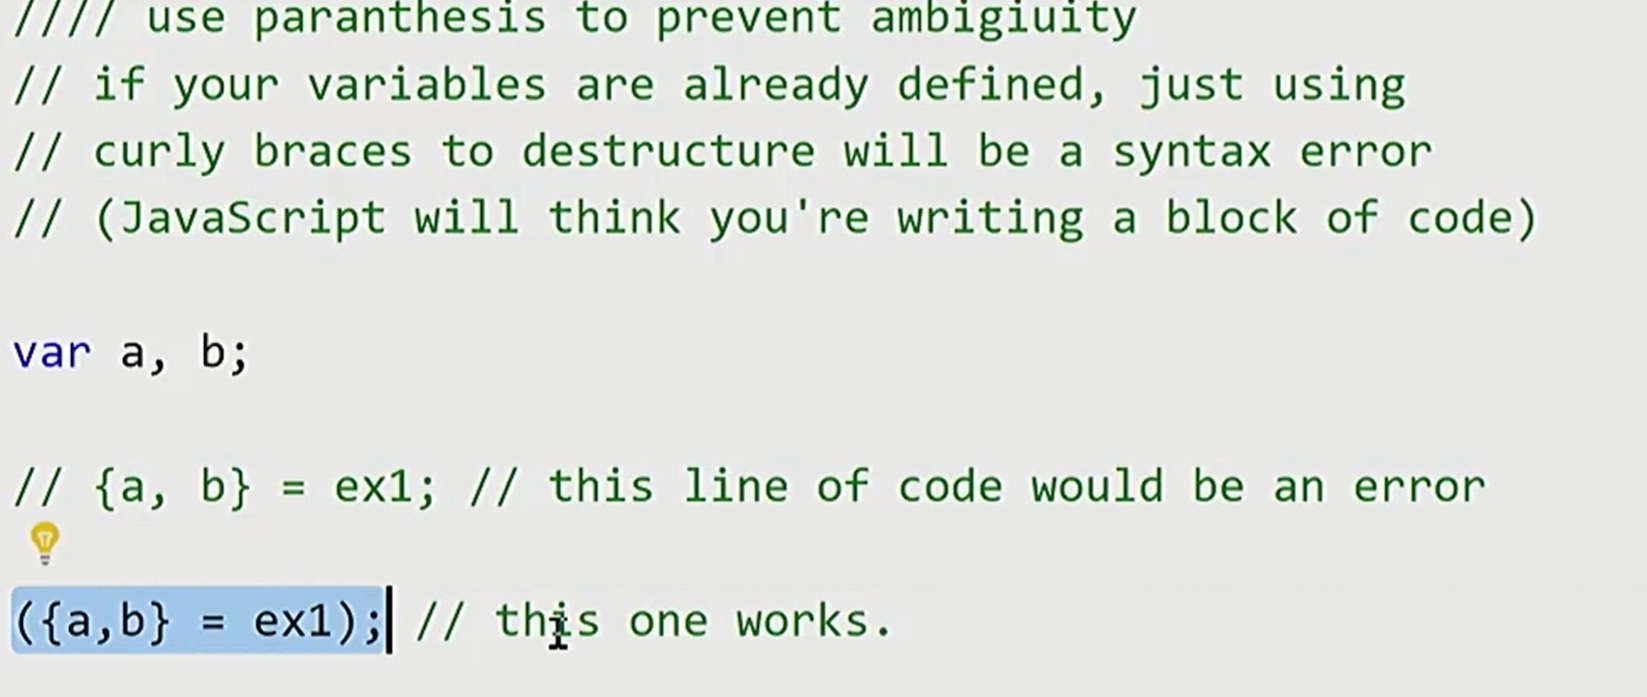 //// use paranthesis to prevent ambigiuity
// if your variables are already defined, just using
// curly braces to destructure will be a syntax error
// (JavaScript will think you're writing a block of code)
var a, b;
// {a, b} = ex1; // this line of code would be an error
({a,b} = ex1); // this one works.